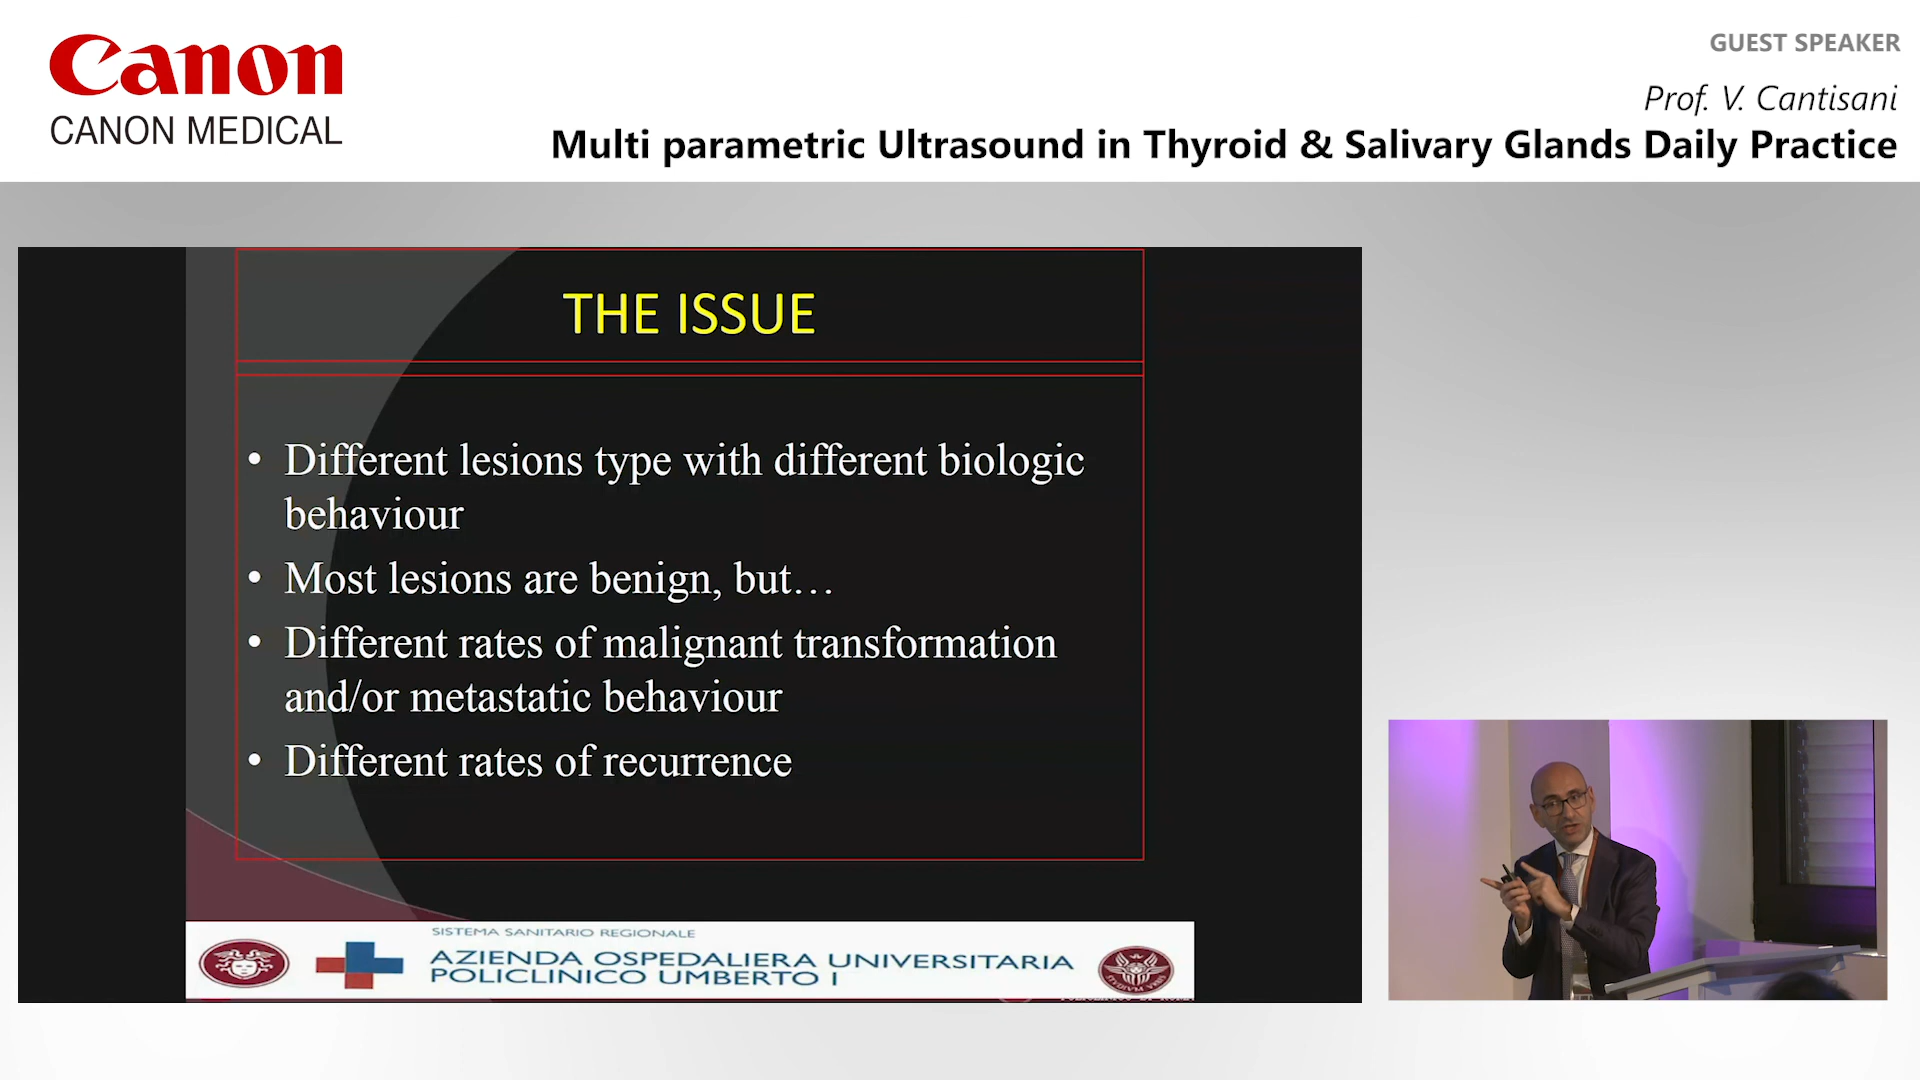 Canon
CANON MEDICAL
GUEST SPEAKER
Prof. V. Cantisani
Multi parametric Ultrasound in Thyroid & Salivary Glands Daily Practice
THE ISSUE
• Different lesions type with different biologic
behaviour
• Most lesions are benign, but…
• Different rates of malignant transformation
and/or metastatic behaviour
• Different rates of recurrence
SISTEMA SANITARIO REGIONALE
AZIENDA OSPEDALIERA UNIVERSITARIA
POLICLINICO UMBERTO I